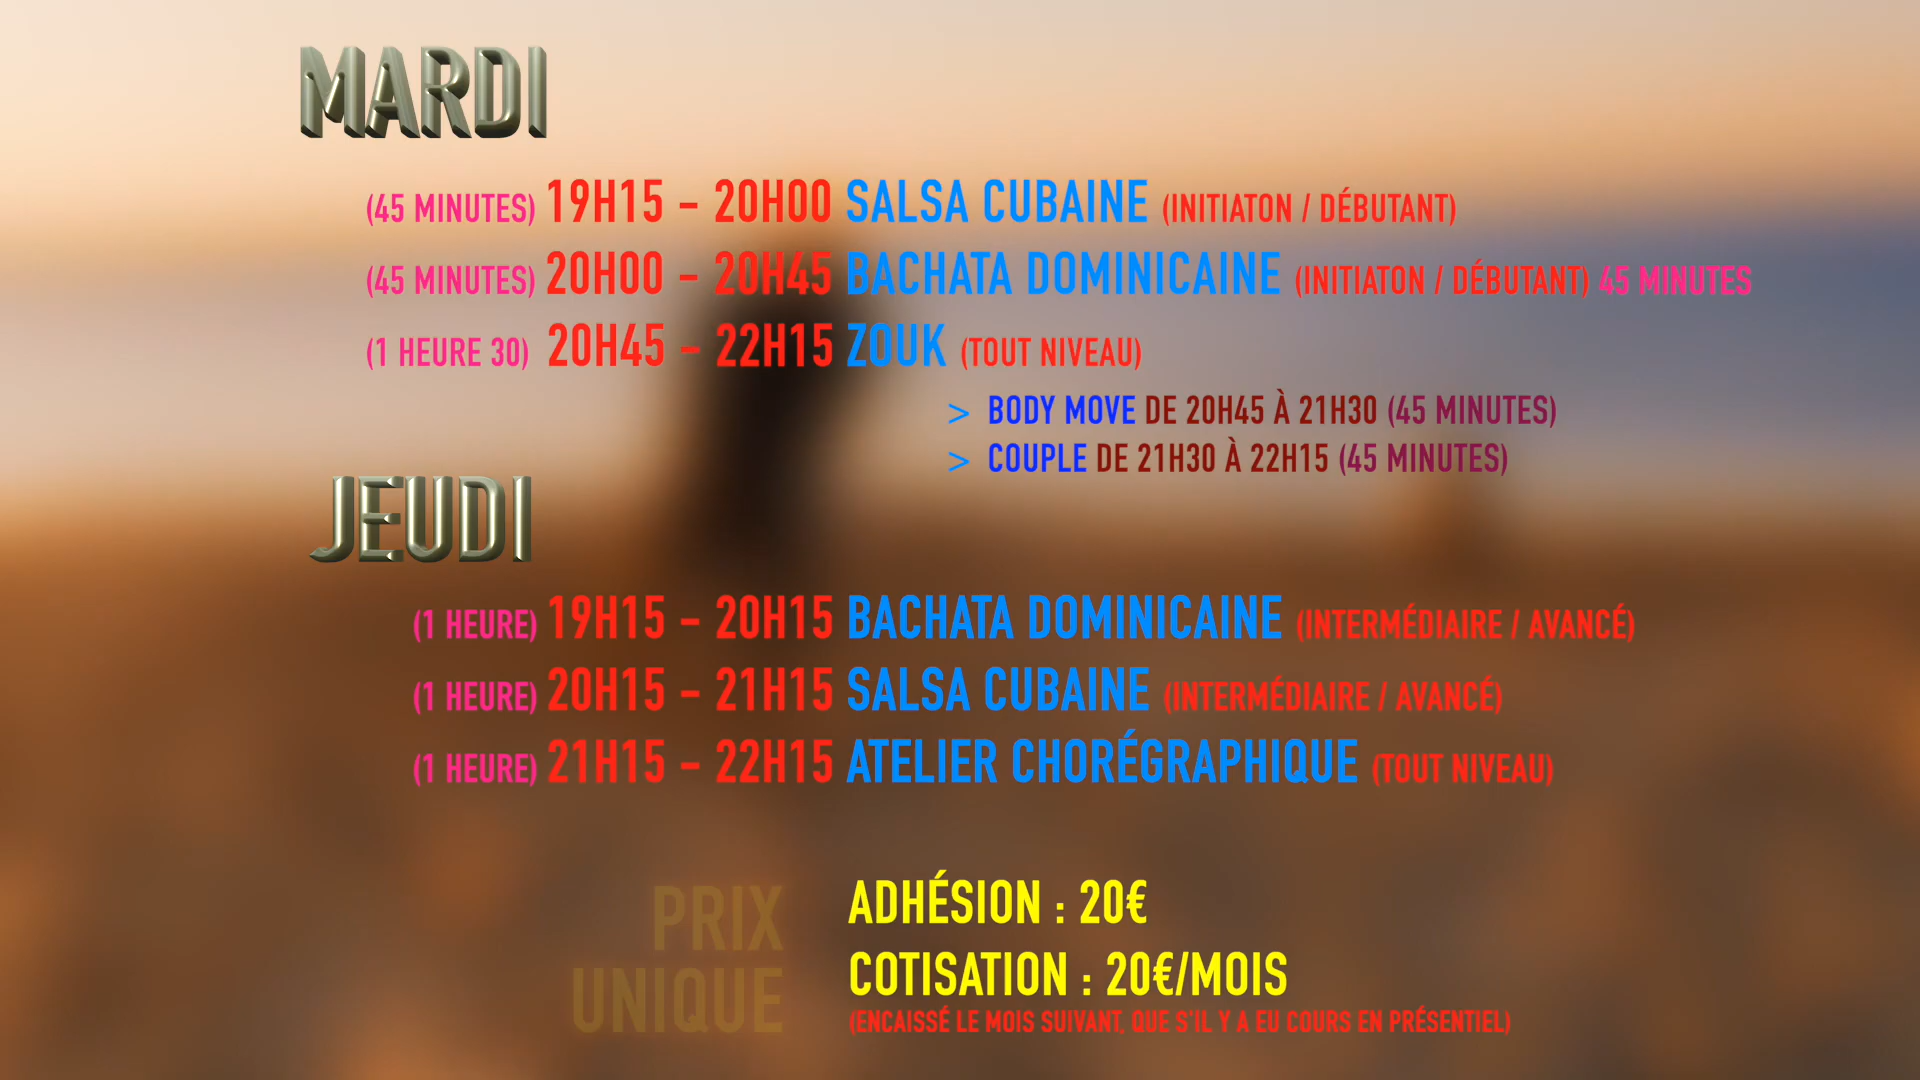 MARDI
(45 MINUTES) 19H15 – 20H00 SALSA CUBAINE (INITIATON / DÉBUTANT)
(45 MINUTES) 20H00 – 20H45 BACHATA DOMINICAINE (INITIATON / DÉBUTANT) 45 MINUTES
(1 HEURE 30) 20H45 – 22H15 ZOUK (TOUT NIVEAU)
> BODY MOVE DE 20H45 À 21H30 (45 MINUTES)
> COUPLE DE 21H30 À 22H15 (45 MINUTES)
JEUDI
(1 HEURE) 19H15 – 20H15 BACHATA DOMINICAINE (INTERMÉDIAIRE / AVANCÉ)
(1 HEURE) 20H15 – 21H15 SALSA CUBAINE (INTERMÉDIAIRE / AVANCÉ)
(1 HEURE) 21H15 – 22H15 ATELIER CHORÉGRAPHIQUE (TOUT NIVEAU)
PRIX
UNIQUE
ADHÉSION : 20€
COTISATION : 20€/MOIS
(ENCAISSÉ LE MOIS SUIVANT, QUE S'IL Y A EU COURS EN PRÉSENTIEL)